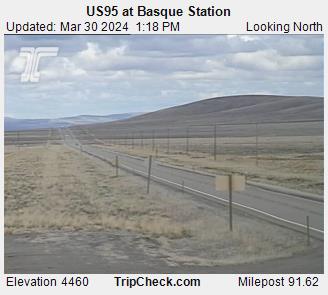 US95 at Basque Station
Updated: Mar 30 2024 1:18 PM Looking North
Elevation 4460 TripCheck.com Milepost 91.62